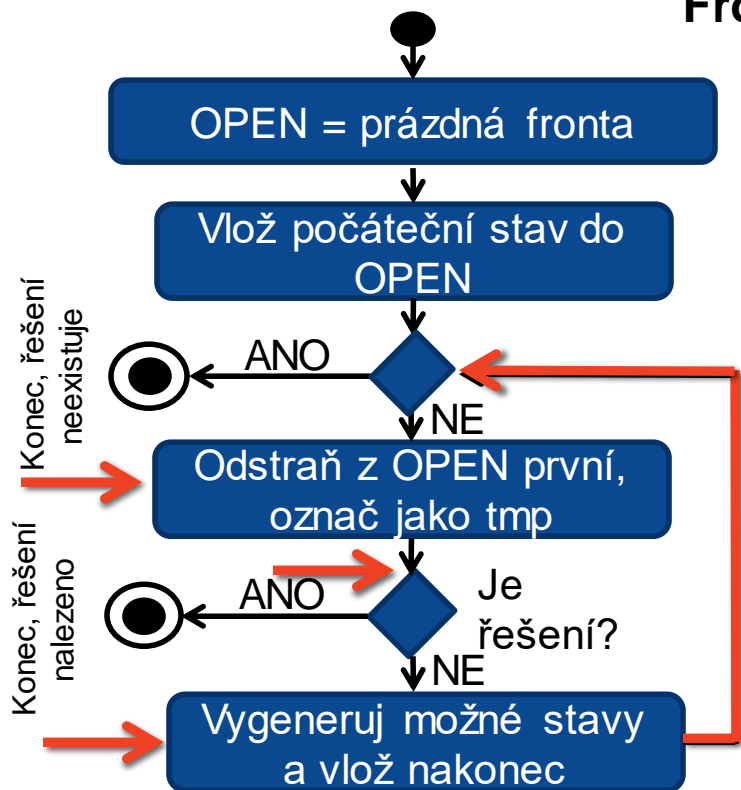 Fro
OPEN = prázdná fronta
Vlož počáteční stav do
OPEN
Konec, řešení
neexistuje
ANO
NE
Odstraň z OPEN první,
označ jako tmp
Konec, řešení
nalezeno
ANO
Je
řešení?
NE
Vygeneruj možné stavy
a vlož nakonec